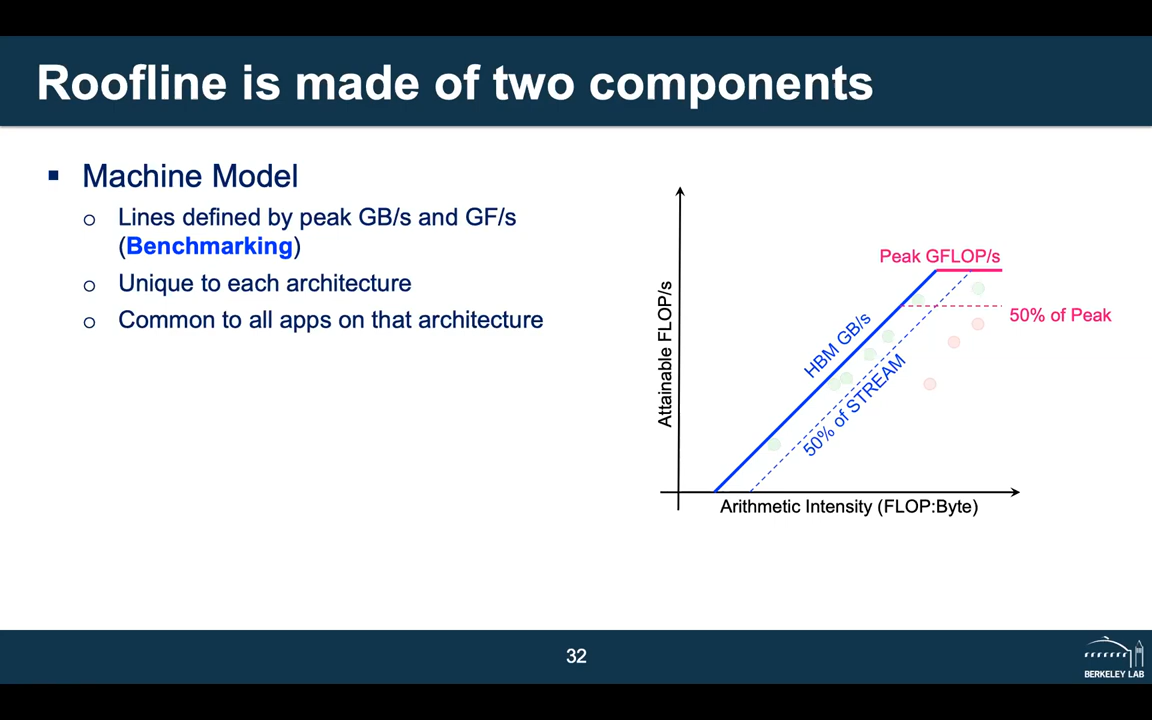 Roofline is made of two components
▪ Machine Model
o Lines defined by peak GB/s and GF/s
(Benchmarking)
o Unique to each architecture
o Common to all apps on that architecture
Peak GFLOP/s
50% of Peak
HBM GB/s
50% of STREAM
Attainable FLOP/s
Arithmetic Intensity (FLOP:Byte)
32
BERKELEY LAB